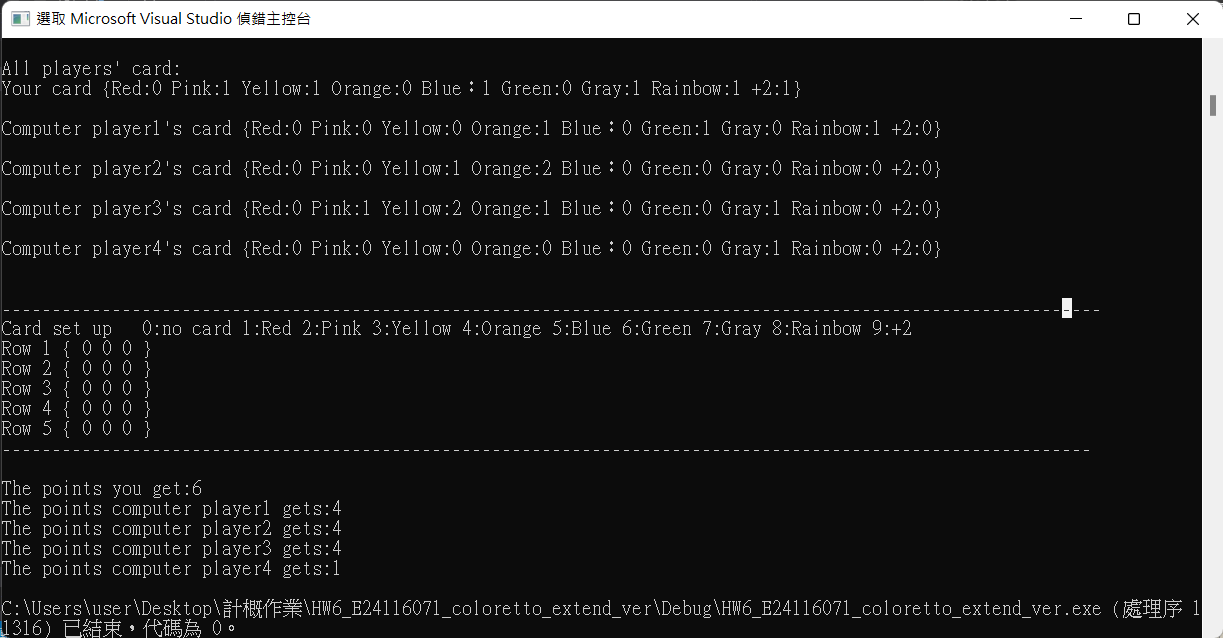 選取 Microsoft Visual Studio 偵錯主控台
All players' card:
Your card {Red:0 Pink:1 Yellow:1 Orange:0 Blue：1 Green:0 Gray:1 Rainbow:1 +2:1}
Computer player1's card {Red:0 Pink:0 Yellow:0 Orange:1 Blue：0 Green:1 Gray:0 Rainbow:1 +2:0}
Computer player2's card {Red:0 Pink:0 Yellow:1 Orange:2 Blue：0 Green:0 Gray:0 Rainbow:0 +2:0}
Computer player3's card {Red:0 Pink:1 Yellow:2 Orange:1 Blue：0 Green:0 Gray:1 Rainbow:0 +2:0}
Computer player4's card {Red:0 Pink:0 Yellow:0 Orange:0 Blue：0 Green:0 Gray:1 Rainbow:0 +2:0}
--------------------------------------------------------------------------------------------------------------
Card set up   0:no card 1:Red 2:Pink 3:Yellow 4:Orange 5:Blue 6:Green 7:Gray 8:Rainbow 9:+2
Row 1 { 0 0 0 }
Row 2 { 0 0 0 }
Row 3 { 0 0 0 }
Row 4 { 0 0 0 }
Row 5 { 0 0 0 }
-------------------------------------------------------------------------------------------------------------
The points you get:6
The points computer player1 gets:4
The points computer player2 gets:4
The points computer player3 gets:4
The points computer player4 gets:1
C:\Users\user\Desktop\計概作業\HW6_E24116071_coloretto_extend_ver\Debug\HW6_E24116071_coloretto_extend_ver.exe (處理序 1
1316) 已結束，代碼為 0。